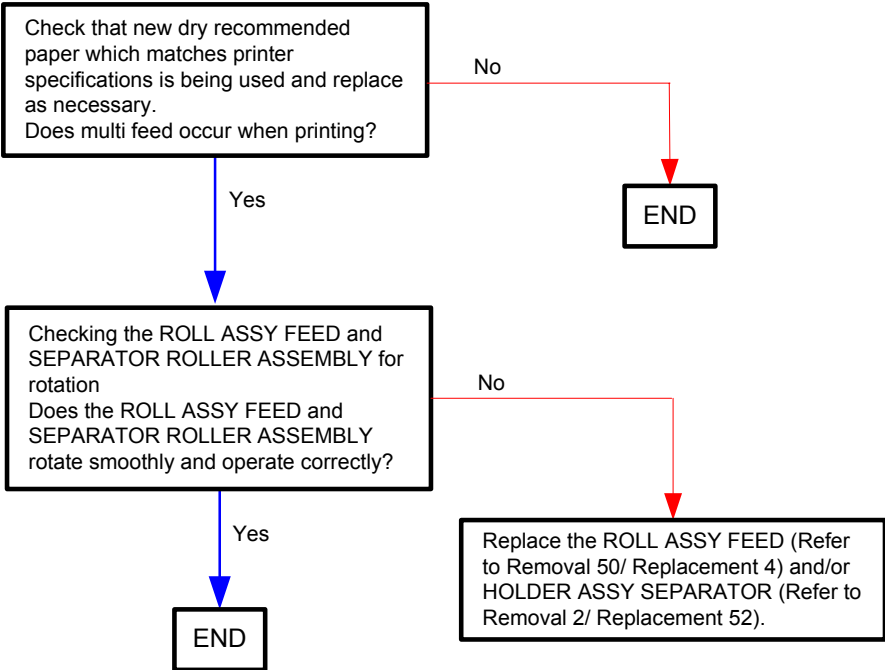 Check that new dry recommended
paper which matches printer
specifications is being used and replace
as necessary.
Does multi feed occur when printing?
No
Yes
END
Checking the ROLL ASSY FEED and
SEPARATOR ROLLER ASSEMBLY for
rotation
Does the ROLL ASSY FEED and
SEPARATOR ROLLER ASSEMBLY
rotate smoothly and operate correctly?
No
Yes
Replace the ROLL ASSY FEED (Refer
to Removal 50/ Replacement 4) and/or
HOLDER ASSY SEPARATOR (Refer to
Removal 2/ Replacement 52).
END